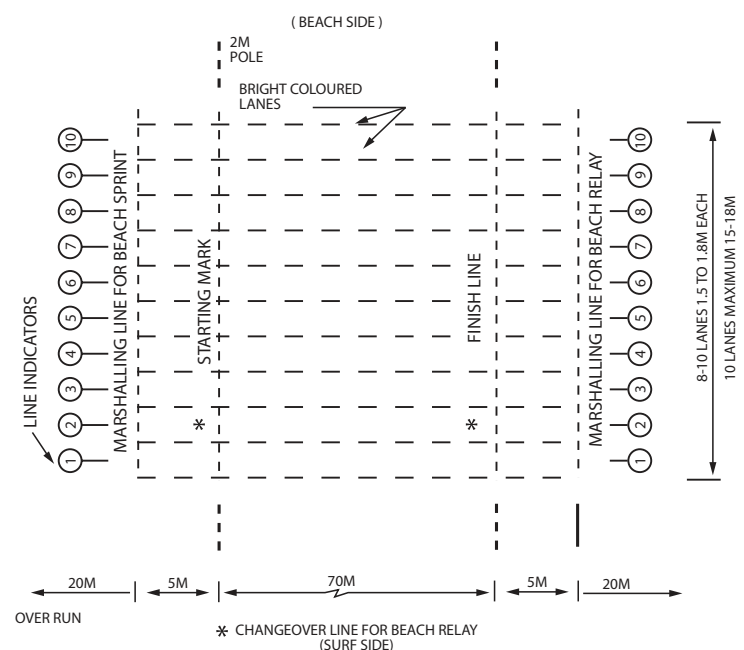 ( BEACH SIDE )
2M
POLE
BRIGHT COLOURED
LANES
10
9
8
7
6
5
4
3
2
1
LINE INDICATORS
MARSHALLING LINE FOR BEACH SPRINT
STARTING MARK
*
FINISH LINE
*
MARSHALLING LINE FOR BEACH RELAY
10
9
8
7
6
5
4
3
2
1
8-10 LANES 1.5 TO 1.8M EACH
10 LANES MAXIMUM 15-18M
20M
5M
70M
5M
20M
OVER RUN
* CHANGEOVER LINE FOR BEACH RELAY
(SURF SIDE)